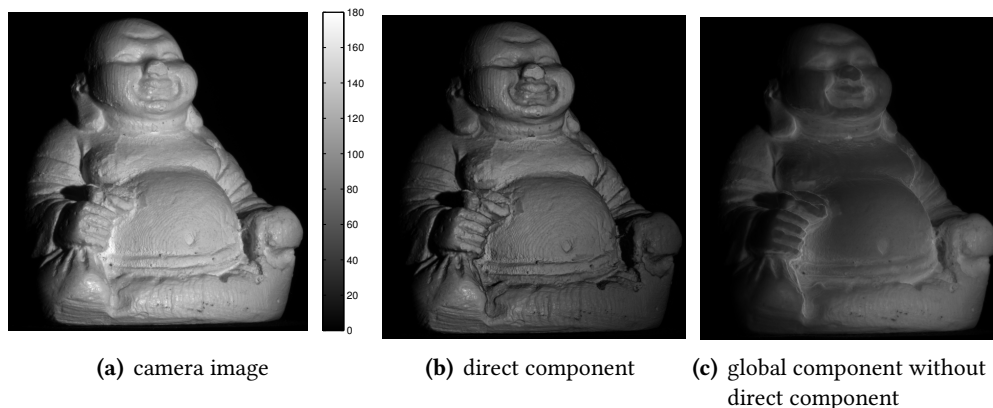 180
160
140
120
100
80
60
40
20
0
(a) camera image
(b) direct component
(c) global component without
direct component